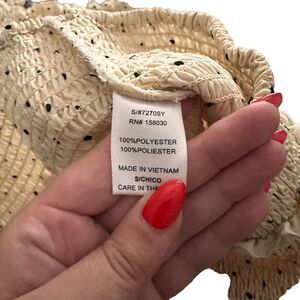 S/#7270SY
RN# 158030
100%POLYESTER
100%POLIESTER
MADE IN VIETNAM
S/CHICO
CARE IN THE